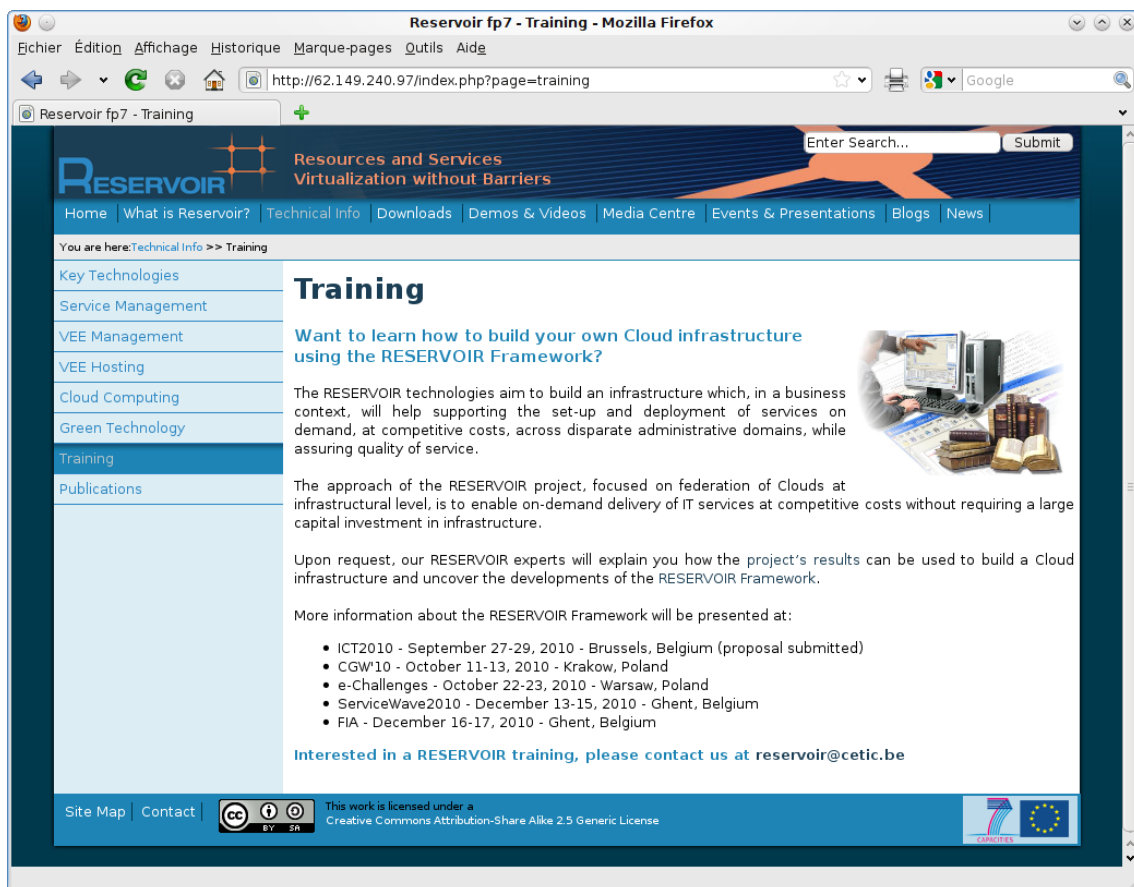 Reservoir fp7 - Training - Mozilla Firefox
Fichier Édition Affichage Historique Marque-pages Outils Aide
http://62.149.240.97/index.php?page=training
Google
Reservoir fp7 - Training
RESERVOIR
Resources and Services
Virtualization without Barriers
Enter Search... Submit
Home What is Reservoir? Technical Info Downloads Demos & Videos Media Centre Events & Presentations Blogs News
You are here:Technical Info >> Training
Key Technologies
Service Management
VEE Management
VEE Hosting
Cloud Computing
Green Technology
Training
Publications
Training
Want to learn how to build your own Cloud infrastructure
using the RESERVOIR Framework?
The RESERVOIR technologies aim to build an infrastructure which, in a business
context, will help supporting the set-up and deployment of services on
demand, at competitive costs, across disparate administrative domains, while
assuring quality of service.
The approach of the RESERVOIR project, focused on federation of Clouds at
infrastructural level, is to enable on-demand delivery of IT services at competitive costs without requiring a large
capital investment in infrastructure.
Upon request, our RESERVOIR experts will explain you how the project's results can be used to build a Cloud
infrastructure and uncover the developments of the RESERVOIR Framework.
More information about the RESERVOIR Framework will be presented at:
• ICT2010 - September 27-29, 2010 - Brussels, Belgium (proposal submitted)
• CGW'10 - October 11-13, 2010 - Krakow, Poland
• e-Challenges - October 22-23, 2010 - Warsaw, Poland
• ServiceWave2010 - December 13-15, 2010 - Ghent, Belgium
• FIA - December 16-17, 2010 - Ghent, Belgium
Interested in a RESERVOIR training, please contact us at reservoir@cetic.be
Site Map Contact
cc BY SA
This work is licensed under a
Creative Commons Attribution-Share Alike 2.5 Generic License
7
CAPACITIES